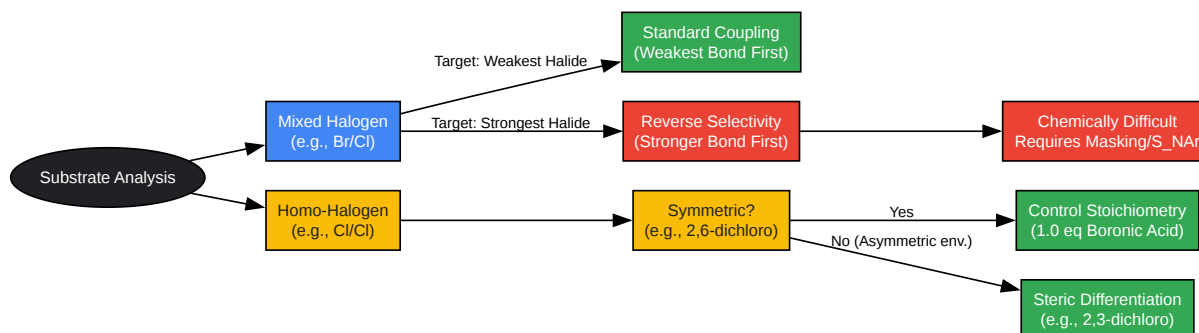 Standard Coupling
(Weakest Bond First)
Target: Weakest Halide
Mixed Halogen
(e.g., Br/Cl)
Target: Strongest Halide
Reverse Selectivity
(Stronger Bond First)
Chemically Difficult
Requires Masking/S_NAr
Substrate Analysis
Homo-Halogen
(e.g., Cl/Cl)
Symmetric?
(e.g., 2,6-dichloro)
Yes
Control Stoichiometry
(1.0 eq Boronic Acid)
No (Asymmetric env.)
Steric Differentiation
(e.g., 2,3-dichloro)